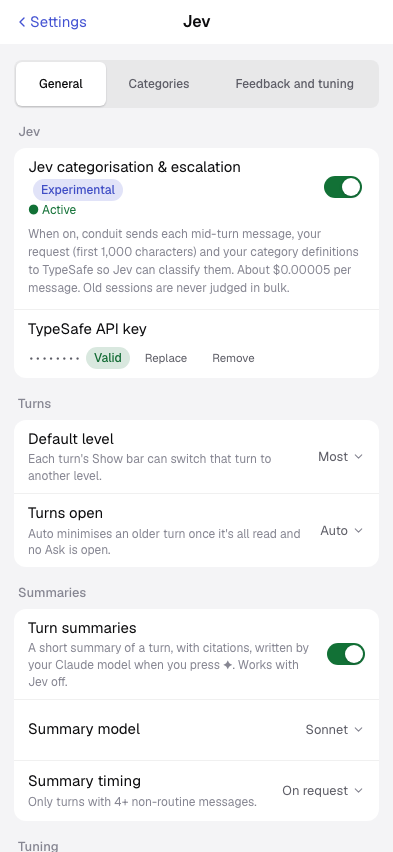 Settings
Jev
General
Categories
Feedback and tuning
Jev
Jev categorisation & escalation
Experimental
Active
When on, conduit sends each mid-turn message, your
request (first 1,000 characters) and your category definitions
to TypeSafe so Jev can classify them. About $0.00005 per
message. Old sessions are never judged in bulk.
TypeSafe API key
········ Valid Replace Remove
Turns
Default level
Each turn's Show bar can switch that turn to
another level.
Most
Turns open
Auto minimises an older turn once it's all read and
no Ask is open.
Auto
Summaries
Turn summaries
A short summary of a turn, with citations, written by
your Claude model when you press ✦. Works with
Jev off.
Summary model
Sonnet
Summary timing
Only turns with 4+ non-routine messages.
On request
Tuning